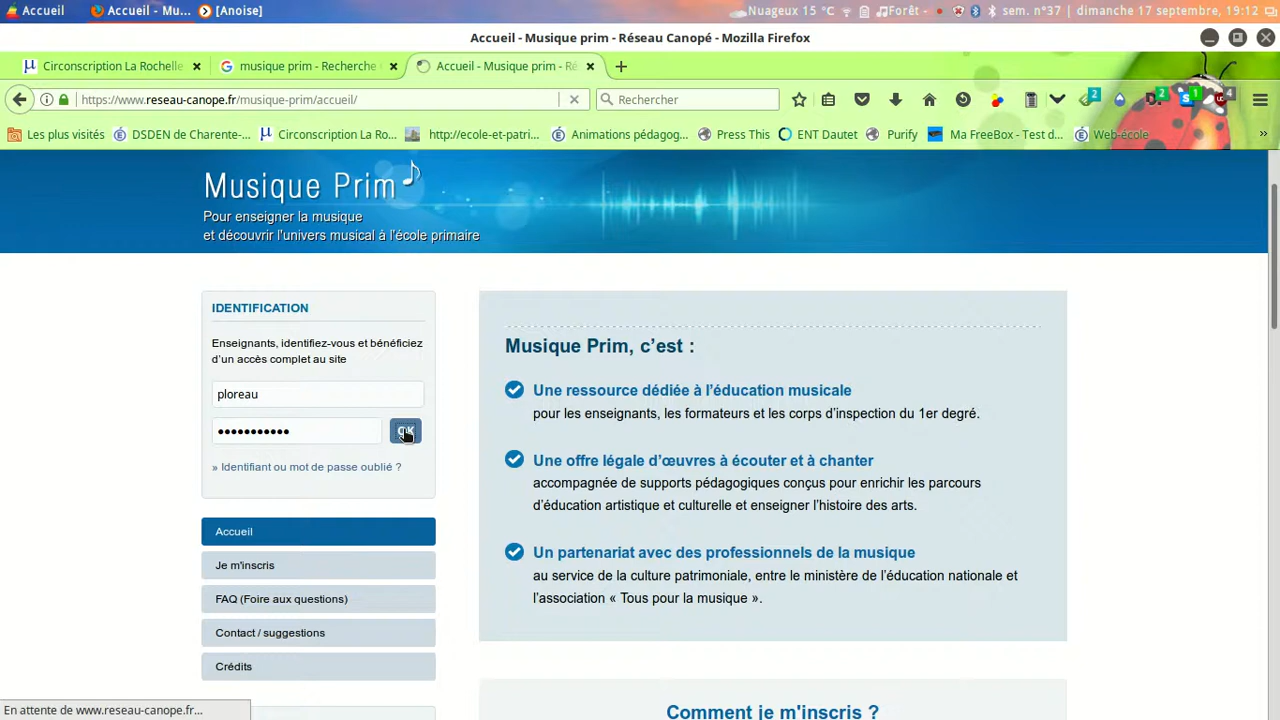 Accueil Accueil - Mu... [Anoise] Nuageux 15 °C Forêt - sem. n°37 | dimanche 17 septembre, 19:12
Accueil - Musique prim - Réseau Canopé - Mozilla Firefox
Circonscription La Rochelle musique prim - Recherche Accueil - Musique prim - Ré
https://www.reseau-canope.fr/musique-prim/accueil/ Rechercher 2 2 1 4
Les plus visités DSDEN de Charente-... Circonscription La Ro... http://ecole-et-patri... Animations pédagog... Press This ENT Dautet Purify Ma FreeBox - Test d... Web-ecole
Musique Prim
Pour enseigner la musique
et découvrir l'univers musical à l'école primaire
IDENTIFICATION
Enseignants, identifiez-vous et bénéficiez
d'un accès complet au site
ploreau
•••••••••••
OK
» Identifiant ou mot de passe oublié ?
Accueil
Je m'inscris
FAQ (Foire aux questions)
Contact / suggestions
Crédits
Musique Prim, c'est :
Une ressource dédiée à l'éducation musicale
pour les enseignants, les formateurs et les corps d'inspection du 1er degré.
Une offre légale d'œuvres à écouter et à chanter
accompagnée de supports pédagogiques conçus pour enrichir les parcours
d'éducation artistique et culturelle et enseigner l'histoire des arts.
Un partenariat avec des professionnels de la musique
au service de la culture patrimoniale, entre le ministère de l'éducation nationale et
l'association « Tous pour la musique ».
Comment je m'inscris ?
En attente de www.reseau-canope.fr...